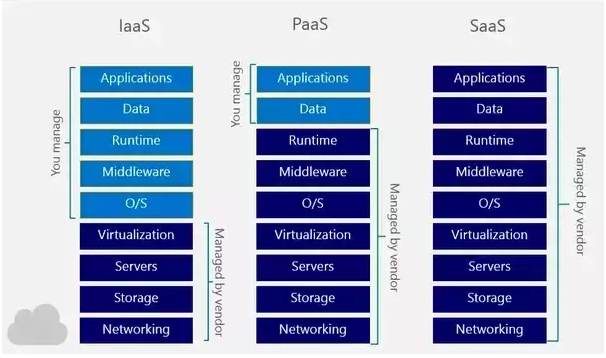 IaaS
You manage
Applications
Data
Runtime
Middleware
O/S
Virtualization
Servers
Storage
Networking
Managed by vendor
PaaS
You manage
Applications
Data
Runtime
Middleware
O/S
Virtualization
Servers
Storage
Networking
Managed by vendor
SaaS
Applications
Data
Runtime
Middleware
O/S
Virtualization
Servers
Storage
Networking
Managed by vendor